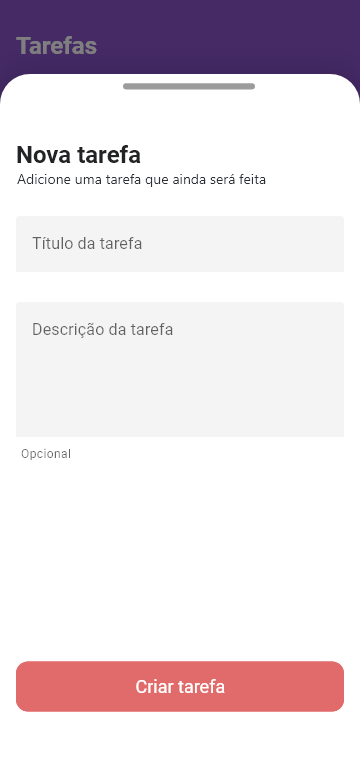 Tarefas
Nova tarefa
Adicione uma tarefa que ainda será feita
Título da tarefa
Descrição da tarefa
Opcional
Criar tarefa